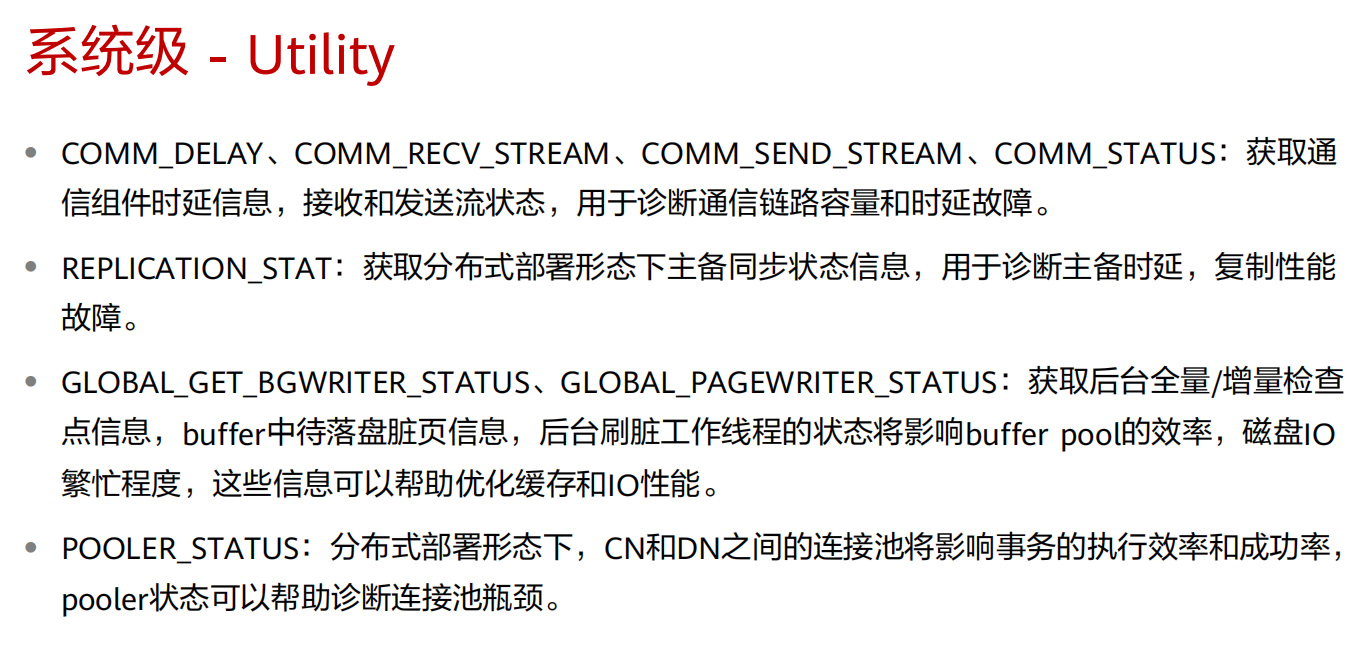 系统级 - Utility
• COMM_DELAY、COMM_RECV_STREAM、COMM_SEND_STREAM、COMM_STATUS：获取通
信组件时延信息，接收和发送流状态，用于诊断通信链路容量和时延故障。
• REPLICATION_STAT：获取分布式部署形态下主备同步状态信息，用于诊断主备时延，复制性能
故障。
• GLOBAL_GET_BGWRITER_STATUS、GLOBAL_PAGEWRITER_STATUS：获取后台全量/增量检查
点信息，buffer中待落盘脏页信息，后台刷脏工作线程的状态将影响buffer pool的效率，磁盘IO
繁忙程度，这些信息可以帮助优化缓存和IO性能。
• POOLER_STATUS：分布式部署形态下，CN和DN之间的连接池将影响事务的执行效率和成功率，
pooler状态可以帮助诊断连接池瓶颈。